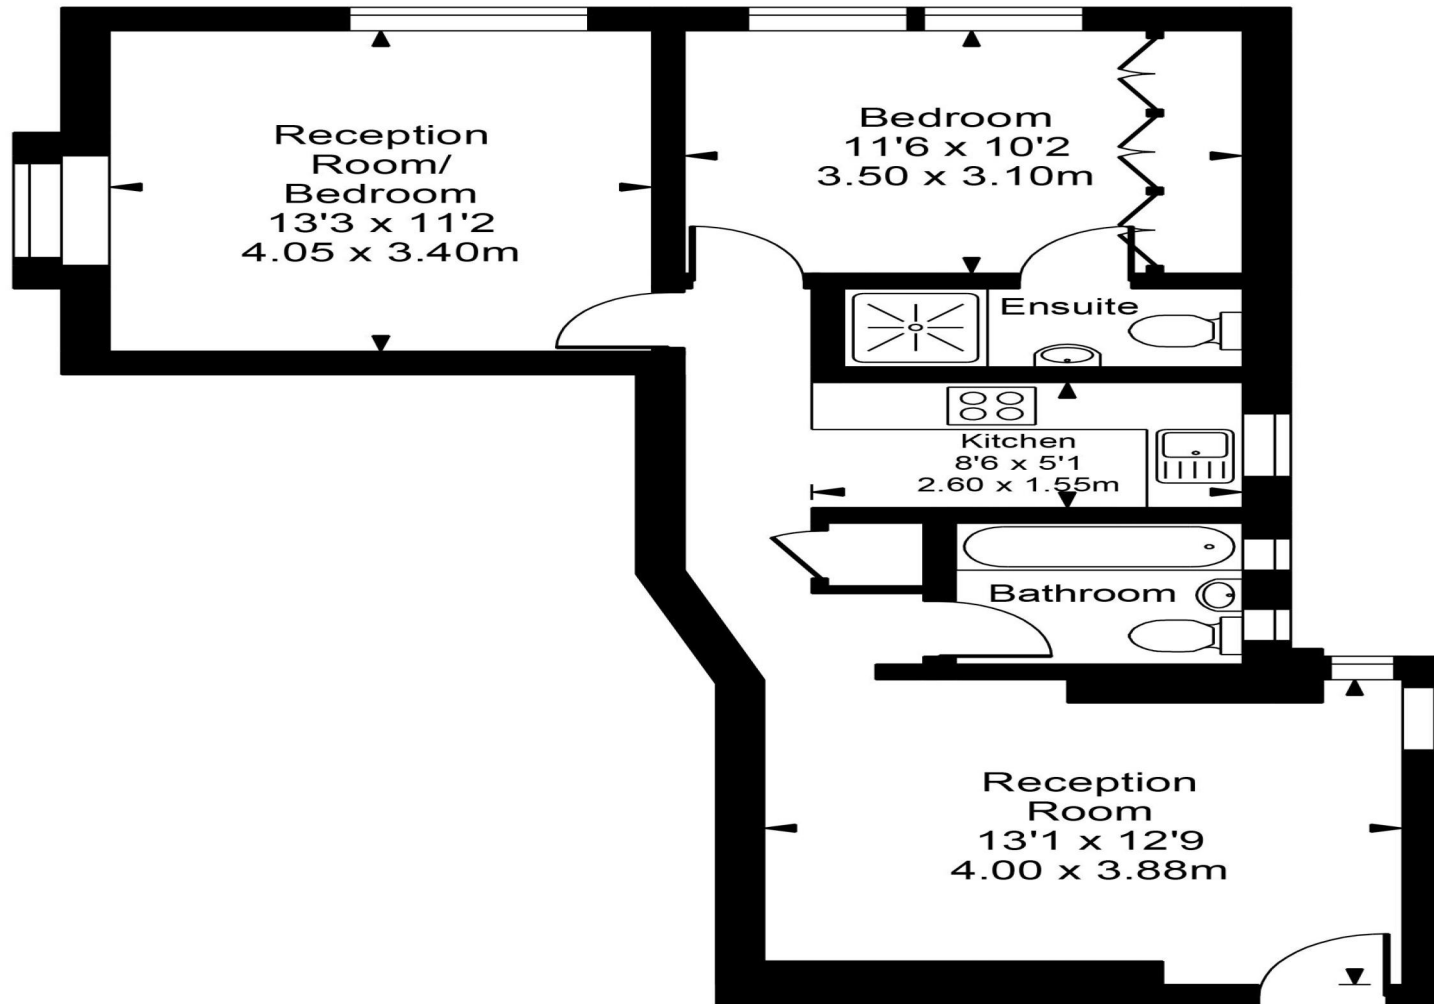 Reception
Room/
Bedroom
13'3 x 11'2
4.05 x 3.40m
Bedroom
11'6 x 10'2
3.50 x 3.10m
Ensuite
Kitchen
8'6 x 5'1
2.60 x 1.55m
Bathroom
Reception
Room
13'1 x 12'9
4.00 x 3.88m